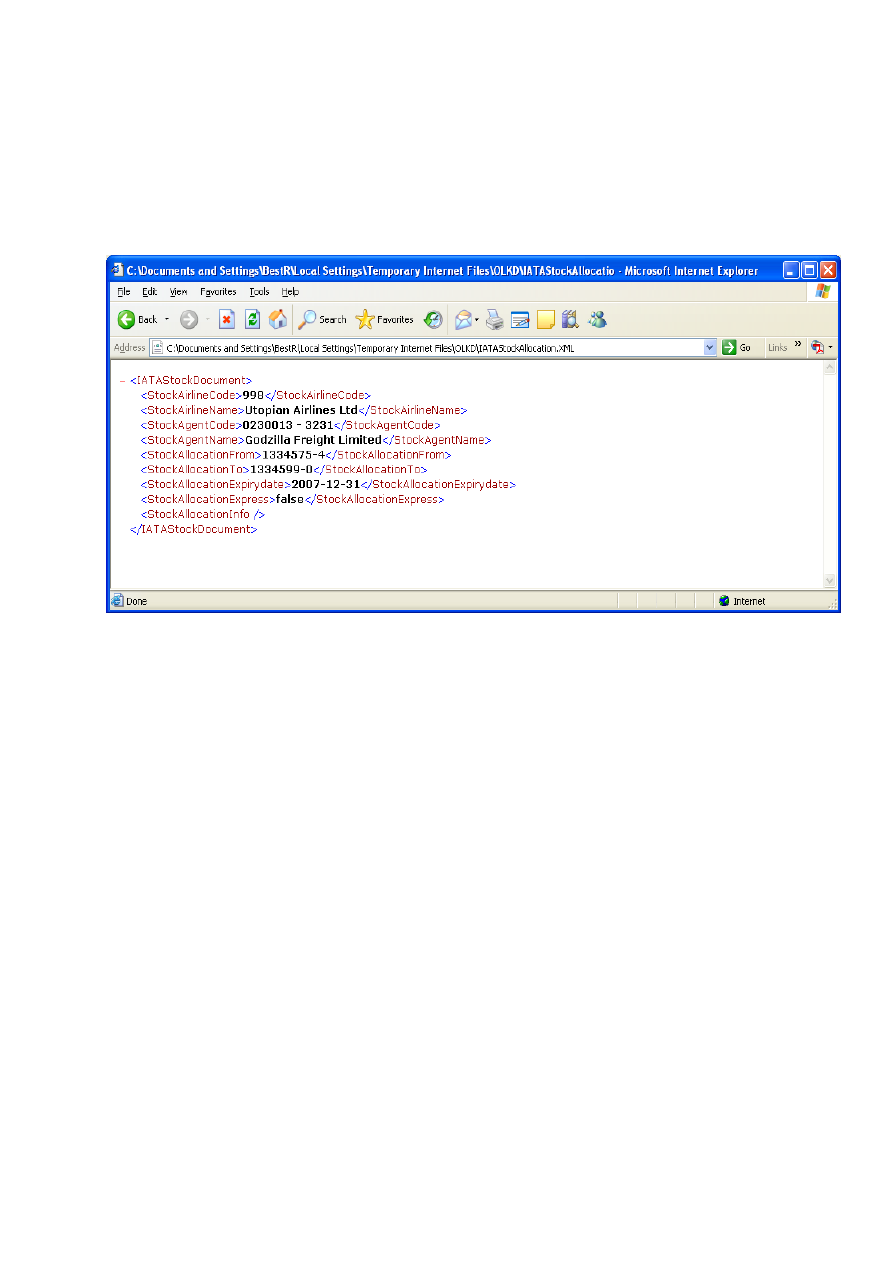 C:\Documents and Settings\BestR\Local Settings\Temporary Internet Files\OLKD\IATAStockAllocatio - Microsoft Internet Explorer
File Edit View Favorites Tools Help
Back Search Favorites
Address C:\Documents and Settings\BestR\Local Settings\Temporary Internet Files\OLKD\IATAStockAllocation.XML Go Links »
- <IATAStockDocument>
<StockAirlineCode>998</StockAirlineCode>
<StockAirlineName>Utopian Airlines Ltd</StockAirlineName>
<StockAgentCode>0230013 - 3231</StockAgentCode>
<StockAgentName>Godzilla Freight Limited</StockAgentName>
<StockAllocationFrom>1334575-4</StockAllocationFrom>
<StockAllocationTo>1334599-0</StockAllocationTo>
<StockAllocationExpirydate>2007-12-31</StockAllocationExpirydate>
<StockAllocationExpress>false</StockAllocationExpress>
<StockAllocationInfo />
</IATAStockDocument>
Done Internet